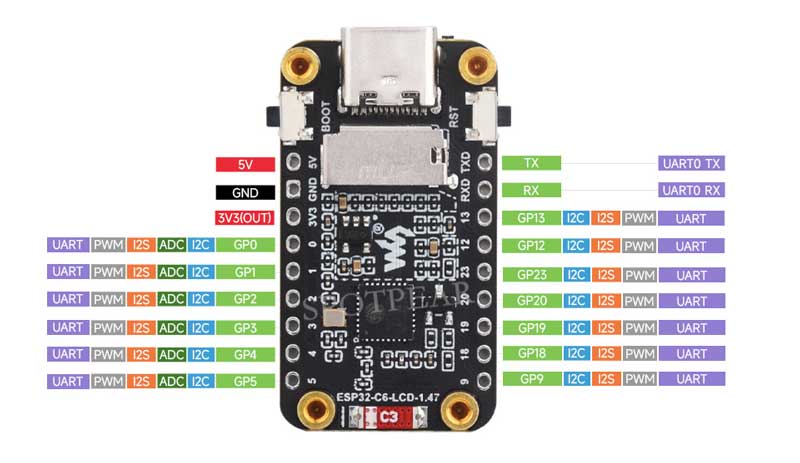 BOOT
RST
5V
5V
TXD
TX
UART0 TX
GND
GND
RXD
RX
UART0 RX
3V3(OUT)
3V3
13
GP13 I2C I2S PWM UART
UART PWM I2S ADC I2C GP0
0
12
GP12 I2C I2S PWM UART
UART PWM I2S ADC I2C GP1
1
23
GP23 I2C I2S PWM UART
UART PWM I2S ADC I2C GP2
2
20
GP20 I2C I2S PWM UART
UART PWM I2S ADC I2C GP3
3
19
GP19 I2C I2S PWM UART
UART PWM I2S ADC I2C GP4
4
18
GP18 I2C I2S PWM UART
UART PWM I2S ADC I2C GP5
5
9
GP9 I2C I2S PWM UART
SPOTPEAR
ESP32-C6-LCD-1.47
C3